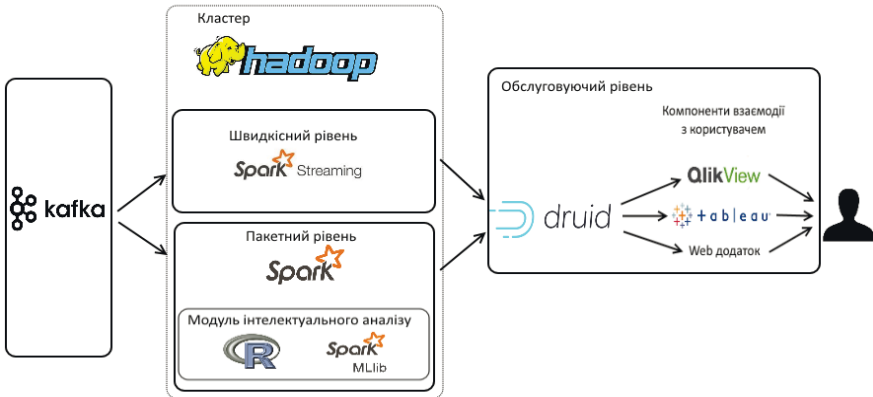 Кластер
hadoop
kafka
Швидкісний рівень
Spark Streaming
Пакетний рівень
Spark
Модуль інтелектуального аналізу
R
Spark
MLlib
Обслуговуючий рівень
Компоненти взаємодії
з користувачем
druid
QlikView
+ableau
Web додаток